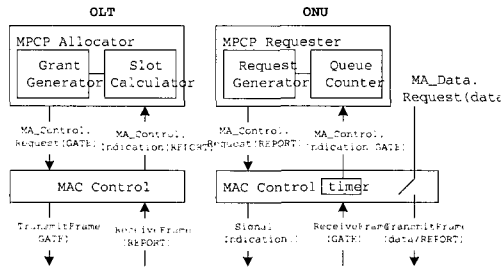 OLT
ONU
MPCP Allocator
Grant Generator
Slot Calculator
MPCP Requester
Request Generator
Queue Counter
MA_Data.
Request(data
MA_Control.
Request(GATE)
MA_Control.
Indication(REPORT)
MA_Control.
Request(REPORT)
MA_Control.
Indication GATE)
MAC Control
MAC Control
timer
TransmitFrame
GATE)
ReceiveFrame
(REPORT)
Signal
ReceiveFram
(GATE)
TransmitFrame
(data/REPORT)